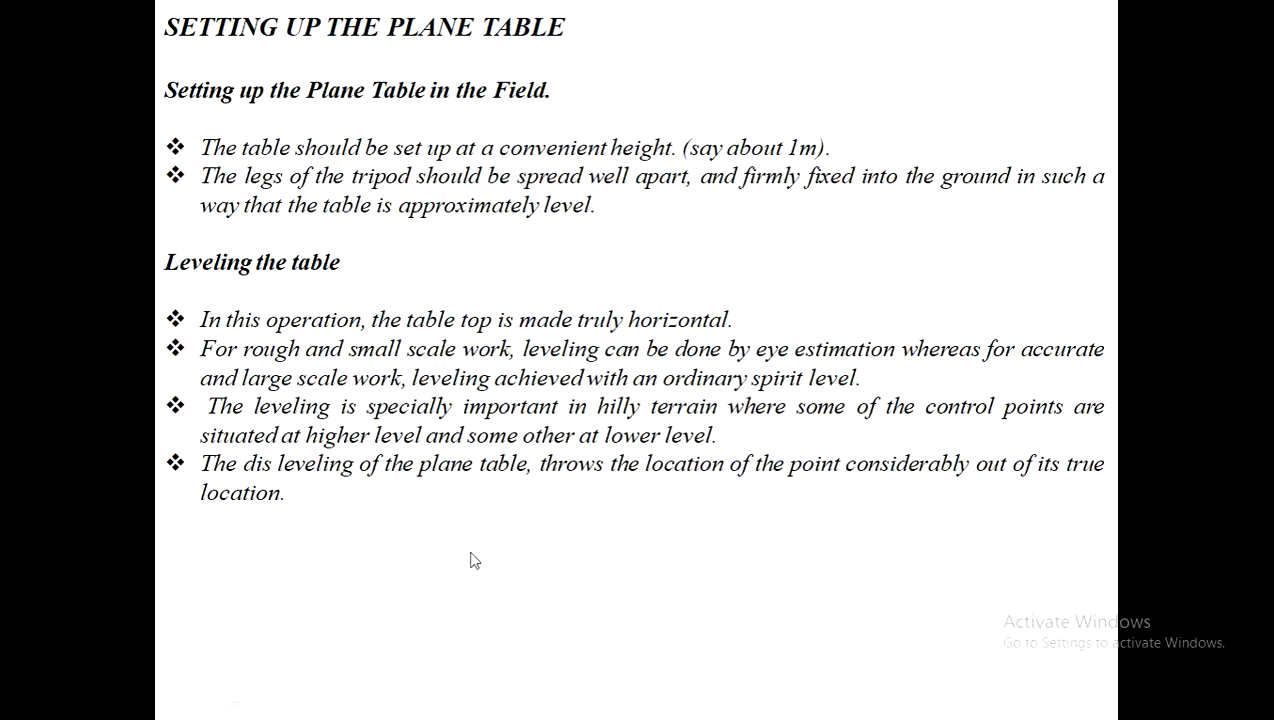 SETTING UP THE PLANE TABLE
Setting up the Plane Table in the Field.
❖ The table should be set up at a convenient height. (say about 1m).
❖ The legs of the tripod should be spread well apart, and firmly fixed into the ground in such a
way that the table is approximately level.
Leveling the table
❖ In this operation, the table top is made truly horizontal.
❖ For rough and small scale work, leveling can be done by eye estimation whereas for accurate
and large scale work, leveling achieved with an ordinary spirit level.
❖ The leveling is specially important in hilly terrain where some of the control points are
situated at higher level and some other at lower level.
❖ The dis leveling of the plane table, throws the location of the point considerably out of its true
location.
Activate Windows
Go to Settings to activate Windows.